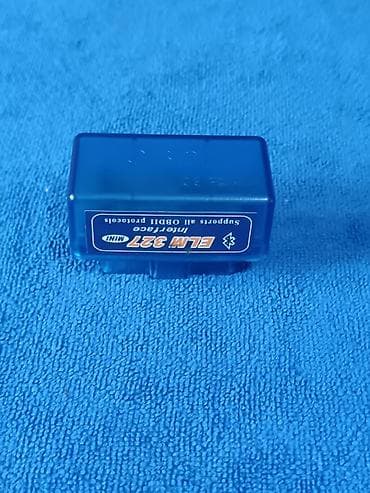 ELM 327 MINI
Interface
Supports all OBDII protocols